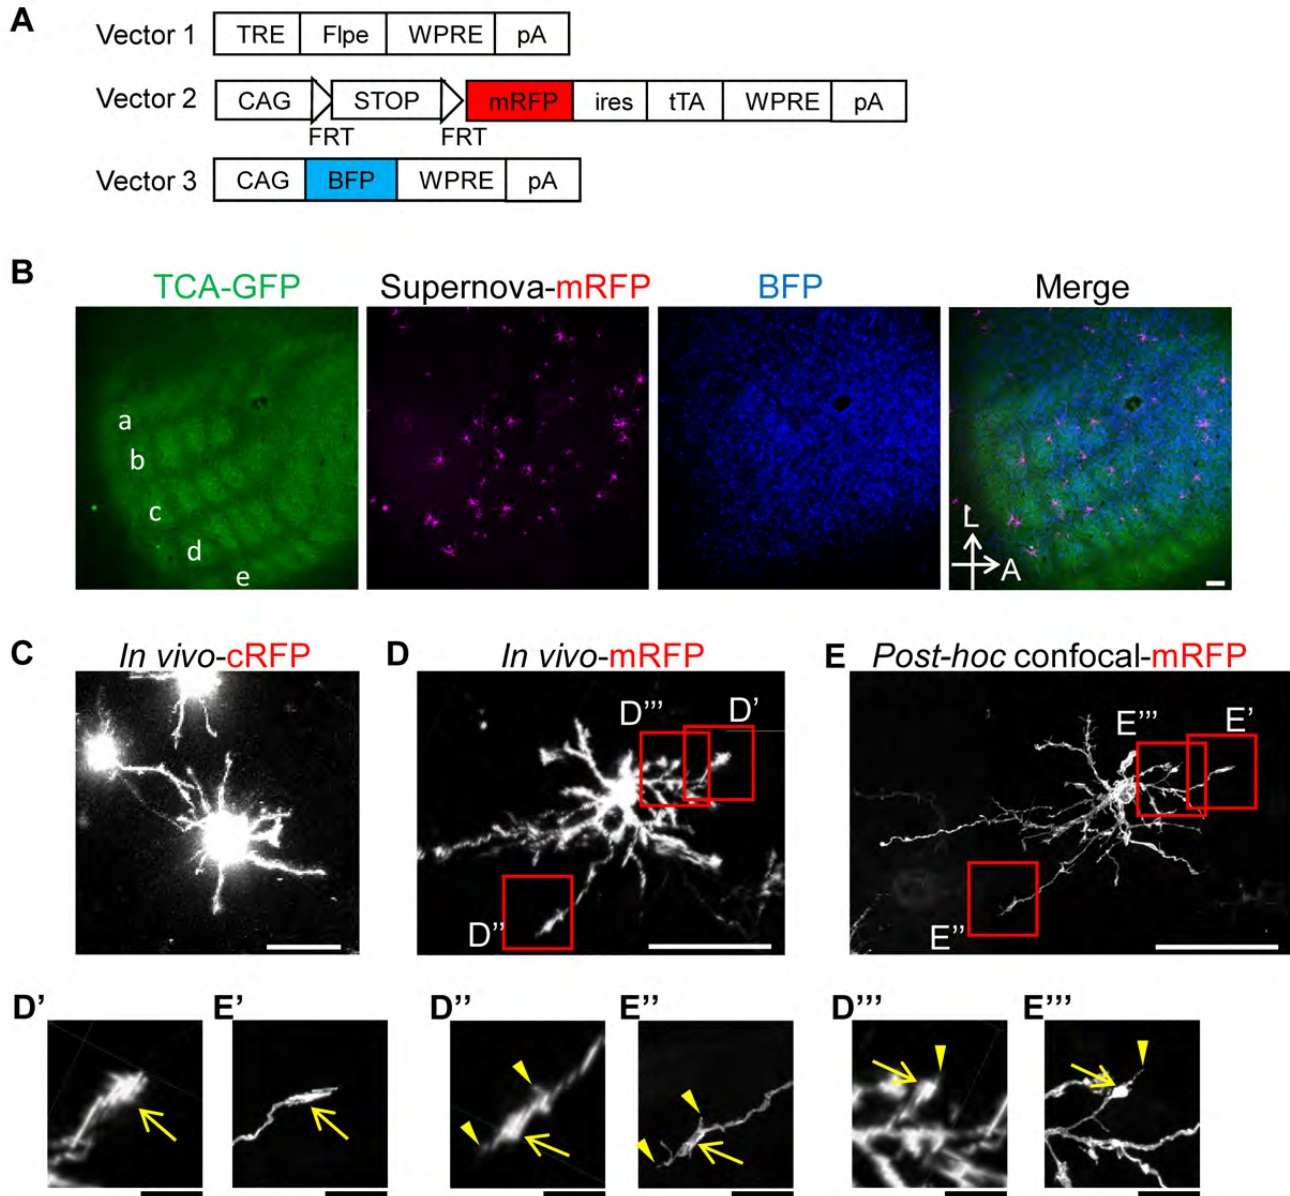 A
Vector 1 TRE Flpe WPRE pA
Vector 2 CAG STOP mRFP ires tTA WPRE pA
FRT FRT
Vector 3 CAG BFP WPRE pA
B
TCA-GFP Supernova-mRFP BFP Merge
a
b
c
d
e
L
A
C In vivo-cRFP D In vivo-mRFP E Post-hoc confocal-mRFP
D''' D' E''' E'
D'' E''
D' E' D'' E'' D''' E'''